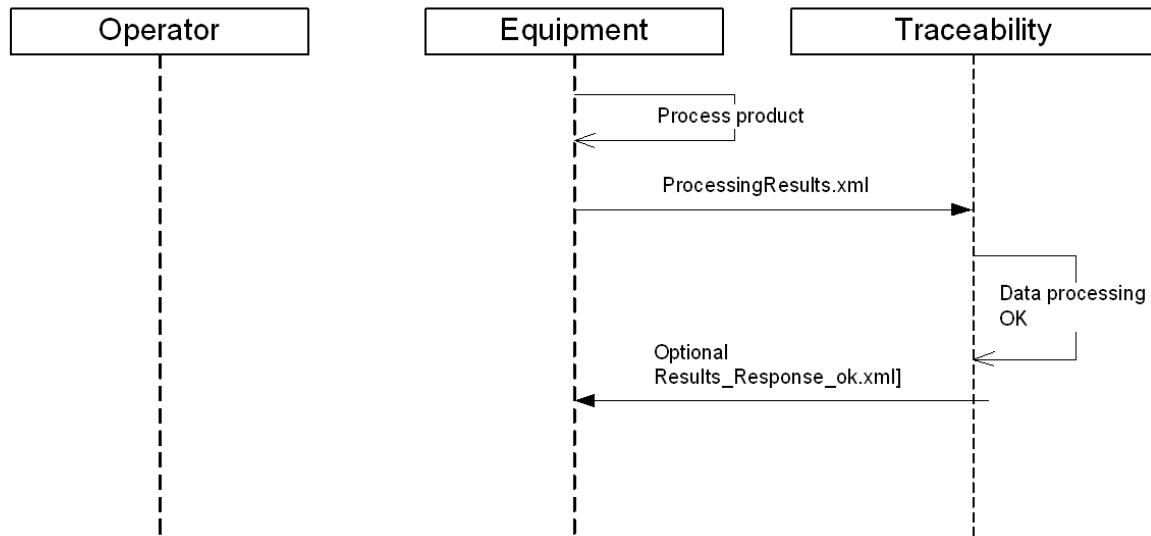 Operator
Equipment
Traceability
Process product
ProcessingResults.xml
Data processing
OK
Optional
Results_Response_ok.xml]